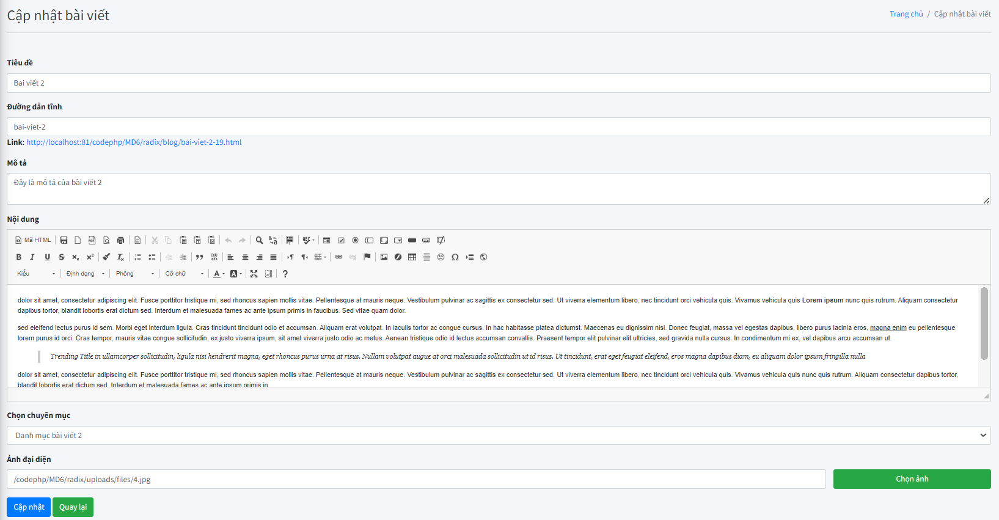 Cập nhật bài viết
Trang chủ / Cập nhật bài viết
Tiêu đề
Bai viết 2
Đường dẫn tĩnh
bai-viet-2
Link: http://localhost:81/codephp/MD6/radix/blog/bai-viet-2-19.html
Mô tả
Đây là mô tả của bài viết 2
Nội dung
Mã HTML
Kiểu Định dạng Phông Cỡ chữ
dolor sit amet, consectetur adipiscing elit. Fusce porttitor tristique mi, sed rhoncus sapien mollis vitae. Pellentesque at mauris neque. Vestibulum pulvinar ac sagittis ex consectetur sed. Ut viverra elementum libero, nec tincidunt orci vehicula quis. Vivamus vehicula quis Lorem ipsum nunc quis rutrum. Aliquam consectetur
dapibus tortor, blandit lobortis erat dictum sed. Interdum et malesuada fames ac ante ipsum primis in faucibus. Sed vitae quam dolor.
sed eleifend lectus purus id sem. Morbi eget interdum ligula. Cras tincidunt tincidunt odio et accumsan. Aliquam erat volutpat. In iaculis tortor ac congue cursus. In hac habitasse platea dictumst. Maecenas eu dignissim nisi. Donec feugiat, massa vel egestas dapibus, libero purus lacinia eros, magna enim eu pellentesque
lorem purus id orci. Cras tempor, mauris vitae congue sollicitudin, ex justo viverra ipsum, sit amet viverra justo odio ac metus. Aenean tristique odio id lectus accumsan convallis. Praesent tempor elit pulvinar elit ultricies, sed gravida nulla cursus. In condimentum mi ex, vel dapibus arcu accumsan ut.
Trending Title in ullamcorper sollicitudin, ligula nisi hendrerit magna, eget rhoncus purus urna at risus. Nullam volutpat augue at orci malesuada sollicitudin ut id risus. Ut tincidunt, erat eget feugiat eleifend, eros magna dapibus diam, eu aliquam dolor ipsum fringilla nulla
dolor sit amet, consectetur adipiscing elit. Fusce porttitor tristique mi, sed rhoncus sapien mollis vitae. Pellentesque at mauris neque. Vestibulum pulvinar ac sagittis ex consectetur sed. Ut viverra elementum libero, nec tincidunt orci vehicula quis. Vivamus vehicula quis nunc quis rutrum. Aliquam consectetur dapibus tortor,
blandit lobortis erat dictum sed. Interdum et malesuada fames ac ante ipsum primis in
Chọn chuyên mục
Danh mục bài viết 2
Ảnh đại diện
/codephp/MD6/radix/uploads/files/4.jpg
Chọn ảnh
Cập nhật Quay lại